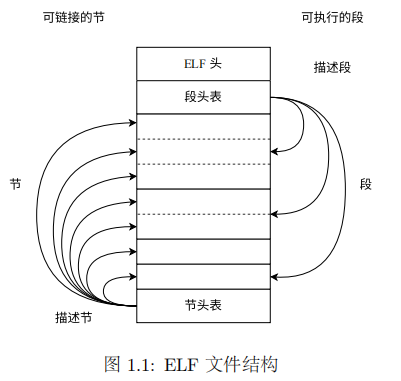 可链接的节
可执行的段
ELF 头
描述段
段头表
节
段
节头表
描述节
图 1.1: ELF 文件结构